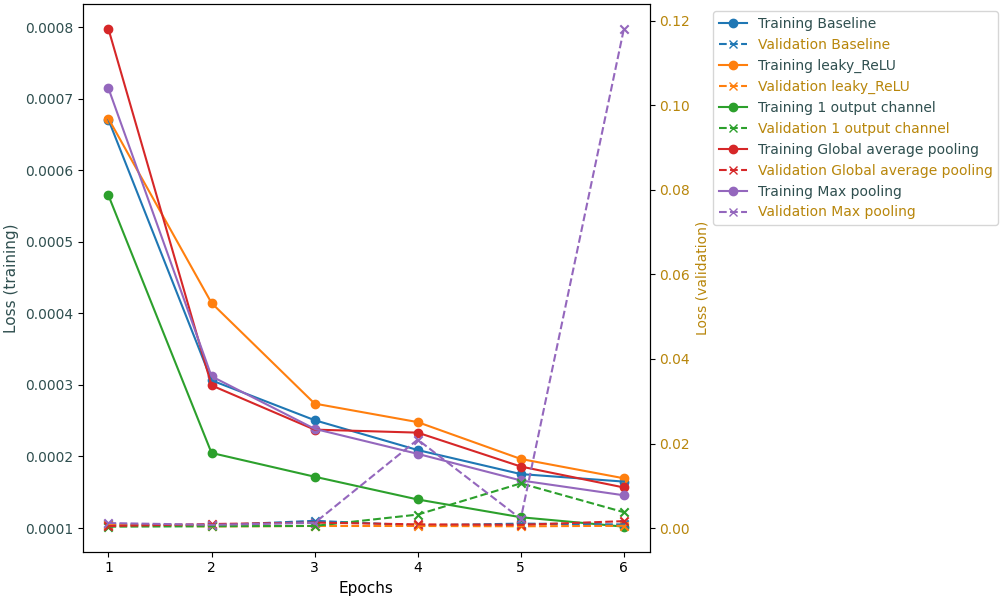 Loss (training)
0.0008
0.0007
0.0006
0.0005
0.0004
0.0003
0.0002
0.0001
1 2 3 4 5 6
Epochs
0.12
0.10
0.08
0.06
0.04
0.02
0.00
Loss (validation)
Training Baseline
Validation Baseline
Training leaky_ReLU
Validation leaky_ReLU
Training 1 output channel
Validation 1 output channel
Training Global average pooling
Validation Global average pooling
Training Max pooling
Validation Max pooling